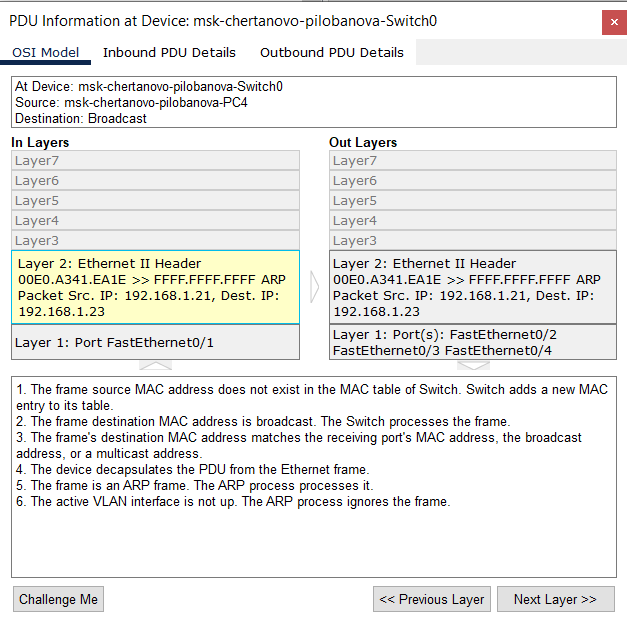 PDU Information at Device: msk-chertanovo-pilobanova-Switch0
OSI Model Inbound PDU Details Outbound PDU Details
At Device: msk-chertanovo-pilobanova-Switch0
Source: msk-chertanovo-pilobanova-PC4
Destination: Broadcast
In Layers
Layer7
Layer6
Layer5
Layer4
Layer3
Layer 2: Ethernet II Header
00E0.A341.EA1E >> FFFF.FFFF.FFFF ARP
Packet Src. IP: 192.168.1.21, Dest. IP:
192.168.1.23
Layer 1: Port FastEthernet0/1
Out Layers
Layer7
Layer6
Layer5
Layer4
Layer3
Layer 2: Ethernet II Header
00E0.A341.EA1E >> FFFF.FFFF.FFFF ARP
Packet Src. IP: 192.168.1.21, Dest. IP:
192.168.1.23
Layer 1: Port(s): FastEthernet0/2
FastEthernet0/3 FastEthernet0/4
1. The frame source MAC address does not exist in the MAC table of Switch. Switch adds a new MAC
entry to its table.
2. The frame destination MAC address is broadcast. The Switch processes the frame.
3. The frame's destination MAC address matches the receiving port's MAC address, the broadcast
address, or a multicast address.
4. The device decapsulates the PDU from the Ethernet frame.
5. The frame is an ARP frame. The ARP process processes it.
6. The active VLAN interface is not up. The ARP process ignores the frame.
Challenge Me
<< Previous Layer
Next Layer >>